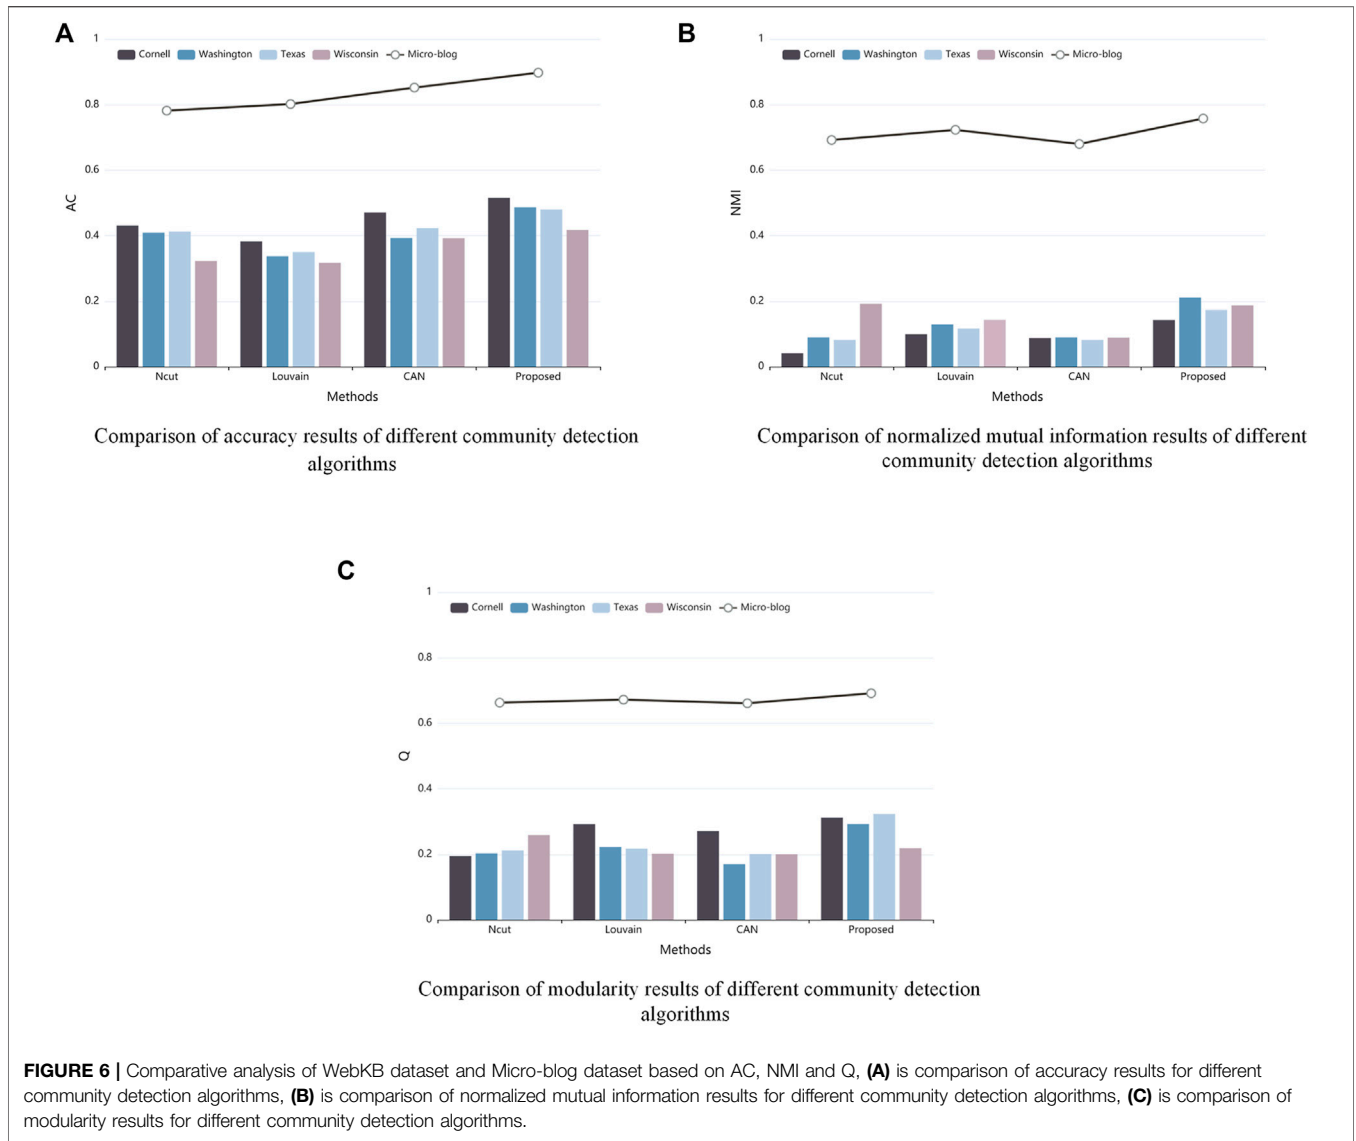 A
1
Cornell Washington Texas Wisconsin Micro-blog
0.8
0.6
AC
0.4
0.2
0
Ncut Louvain CAN Proposed
Methods
Comparison of accuracy results of different community detection
algorithms
B
1
Cornell Washington Texas Wisconsin Micro-blog
0.8
0.6
NMI
0.4
0.2
0
Ncut Louvain CAN Proposed
Methods
Comparison of normalized mutual information results of different
community detection algorithms
C
1
Cornell Washington Texas Wisconsin Micro-blog
0.8
0.6
Q
0.4
0.2
0
Ncut Louvain CAN Proposed
Methods
Comparison of modularity results of different community detection
algorithms
FIGURE 6 | Comparative analysis of WebKB dataset and Micro-blog dataset based on AC, NMI and Q, (A) is comparison of accuracy results for different
community detection algorithms, (B) is comparison of normalized mutual information results for different community detection algorithms, (C) is comparison of
modularity results for different community detection algorithms.